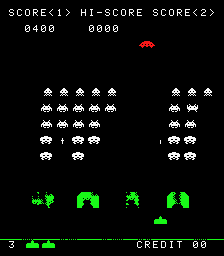 SCORE<1> HI-SCORE SCORE<2>
0400 0000
3 CREDIT 00